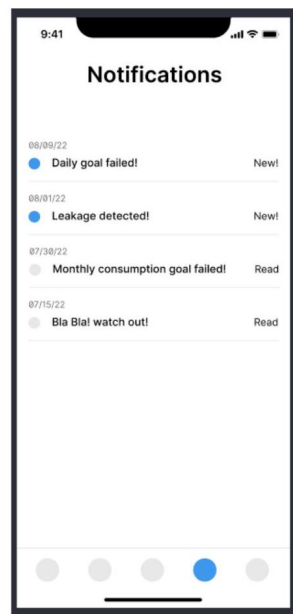 9:41
Notifications
08/09/22
Daily goal failed! New!
08/01/22
Leakage detected! New!
07/30/22
Monthly consumption goal failed! Read
07/15/22
Bla Bla! watch out! Read